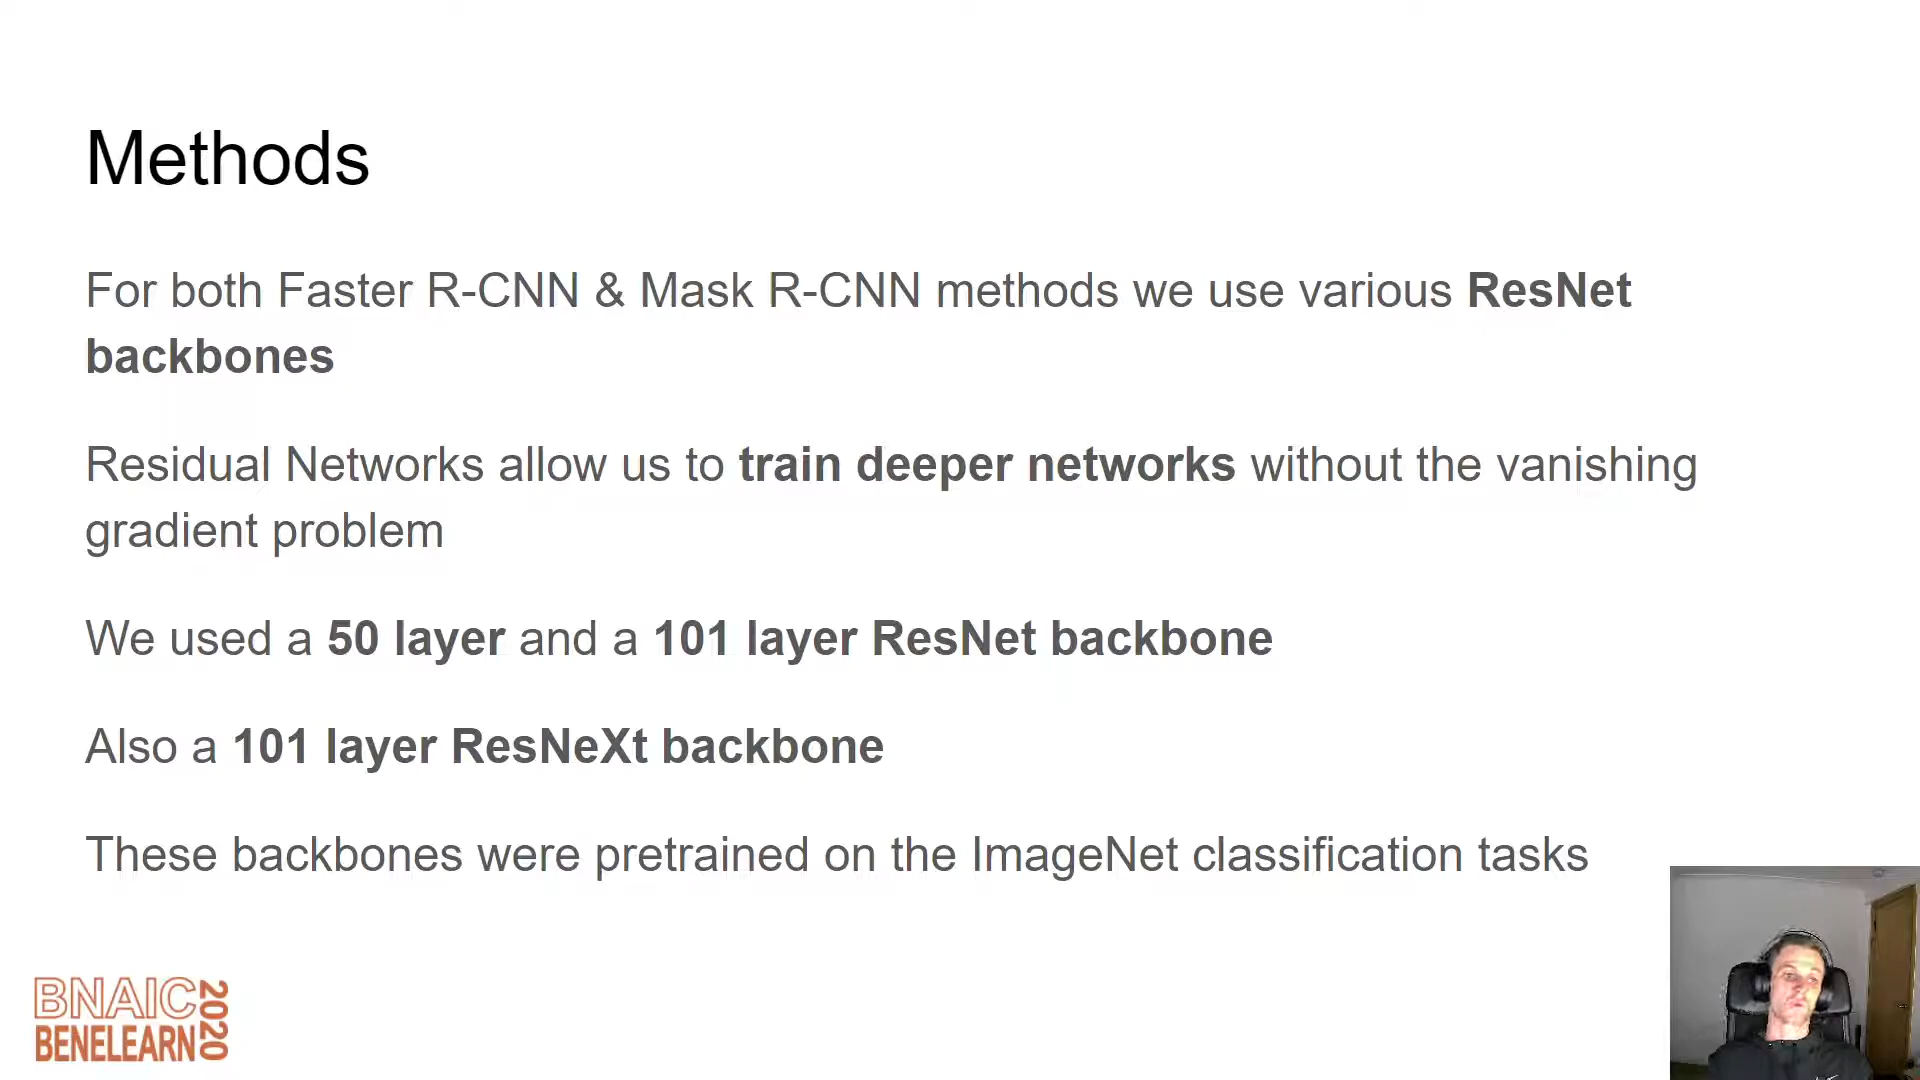 Methods
For both Faster R-CNN & Mask R-CNN methods we use various ResNet
backbones
Residual Networks allow us to train deeper networks without the vanishing
gradient problem
We used a 50 layer and a 101 layer ResNet backbone
Also a 101 layer ResNeXt backbone
These backbones were pretrained on the ImageNet classification tasks
BNAIC
BENELEARN
2020